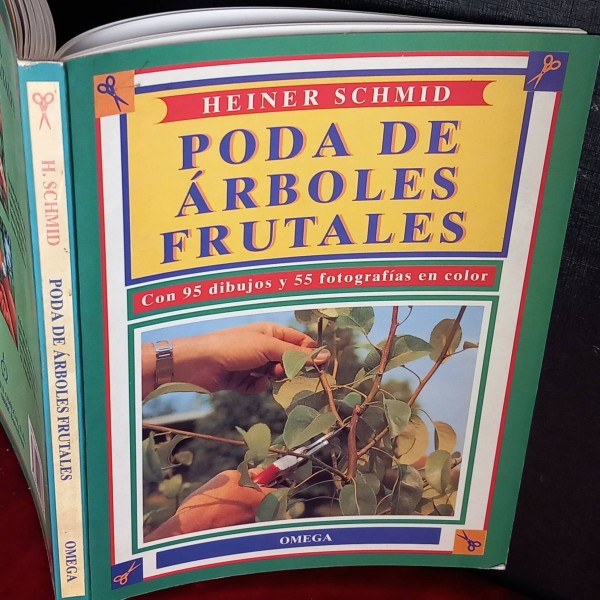 HEINER SCHMID
PODA DE
ÁRBOLES
FRUTALES
Con 95 dibujos y 55 fotografías en color
OMEGA
H. SCHMID
PODA DE ÁRBOLES FRUTALES
OMEGA